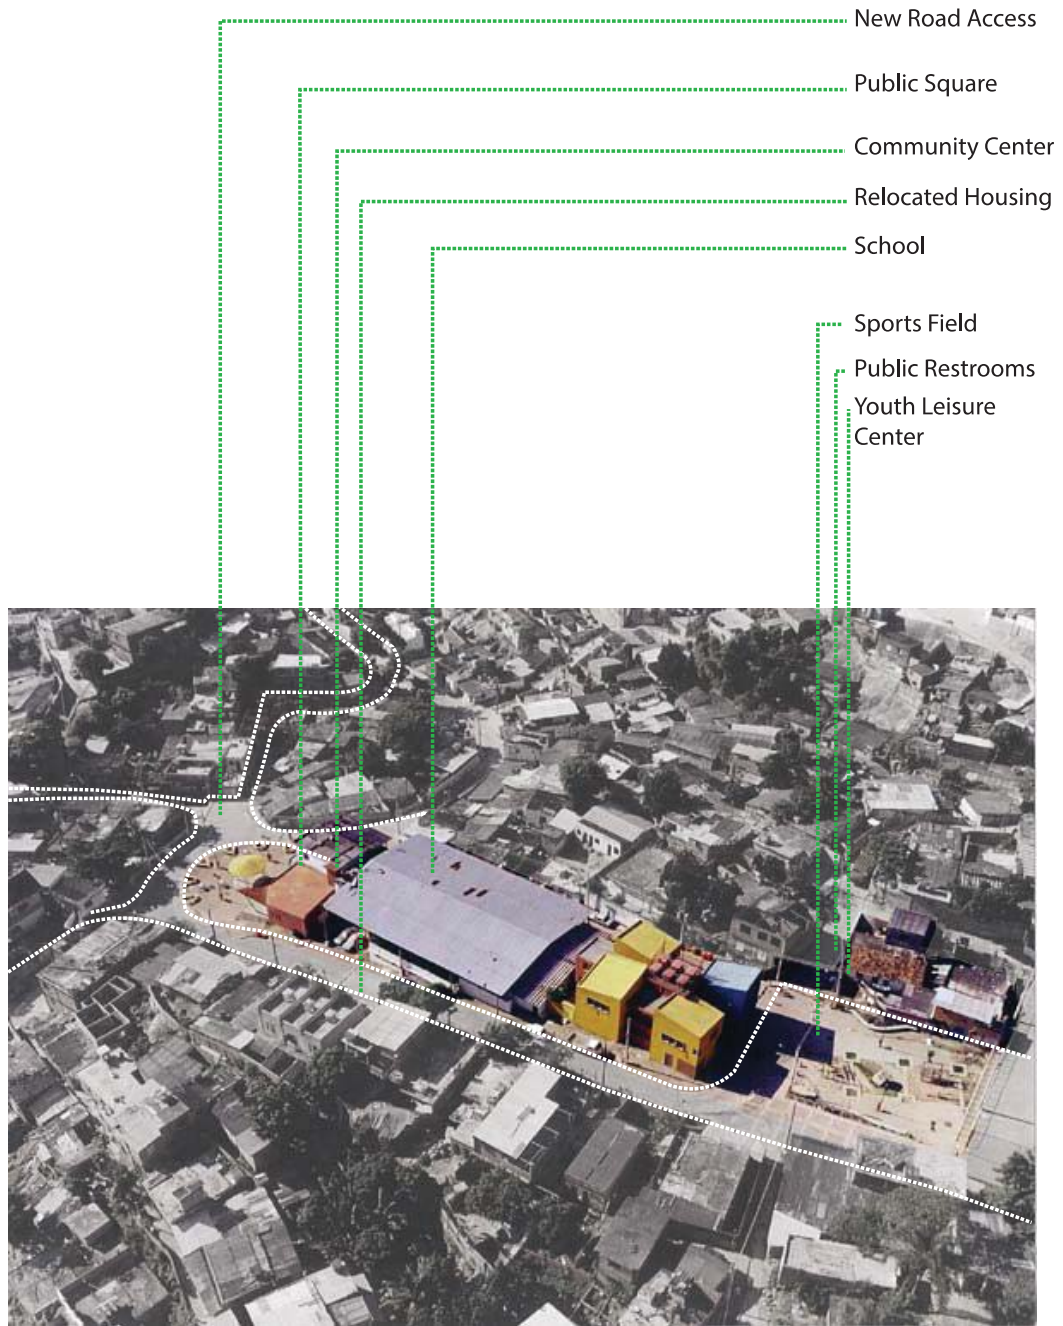 New Road Access
Public Square
Community Center
Relocated Housing
School
Sports Field
Public Restrooms
Youth Leisure
Center